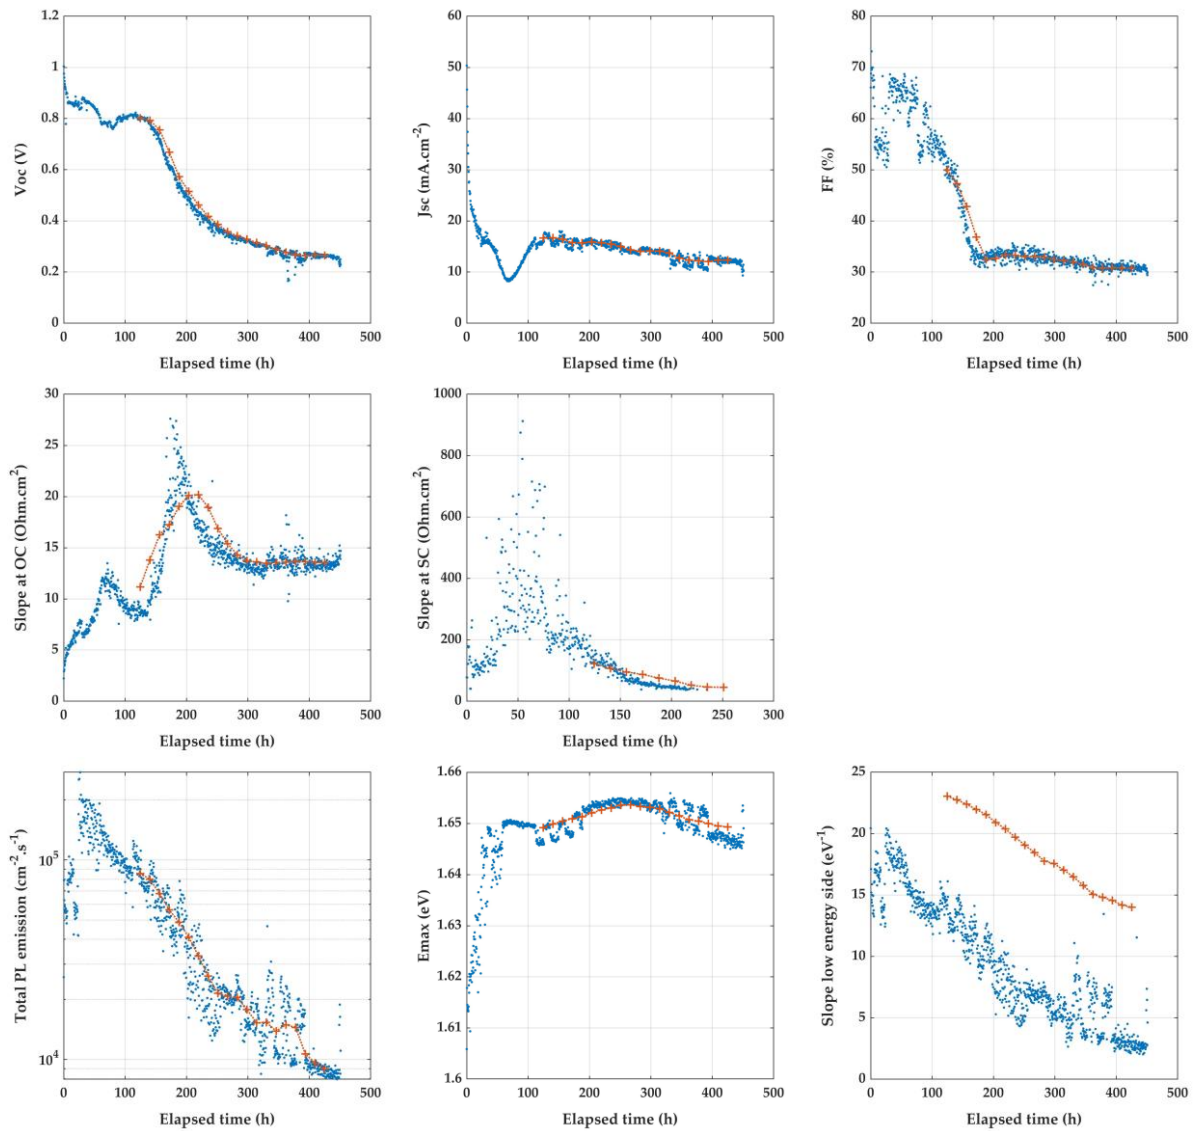 1.2
1
0.8
0.6
0.4
0.2
0
Voc (V)
0 100 200 300 400 500
Elapsed time (h)
60
50
40
30
20
10
0
Jsc (mA.cm⁻²)
0 100 200 300 400 500
Elapsed time (h)
80
70
60
50
40
30
20
FF (%)
0 100 200 300 400 500
Elapsed time (h)
30
25
20
15
10
5
0
Slope at OC (Ohm.cm²)
0 100 200 300 400 500
Elapsed time (h)
1000
800
600
400
200
0
Slope at SC (Ohm.cm²)
0 50 100 150 200 250 300
Elapsed time (h)
10⁵
10⁴
Total PL emission (cm⁻².s⁻¹)
0 100 200 300 400 500
Elapsed time (h)
1.66
1.65
1.64
1.63
1.62
1.61
1.6
Emax (eV)
0 100 200 300 400 500
Elapsed time (h)
25
20
15
10
5
0
Slope low energy side (eV⁻¹)
0 100 200 300 400 500
Elapsed time (h)